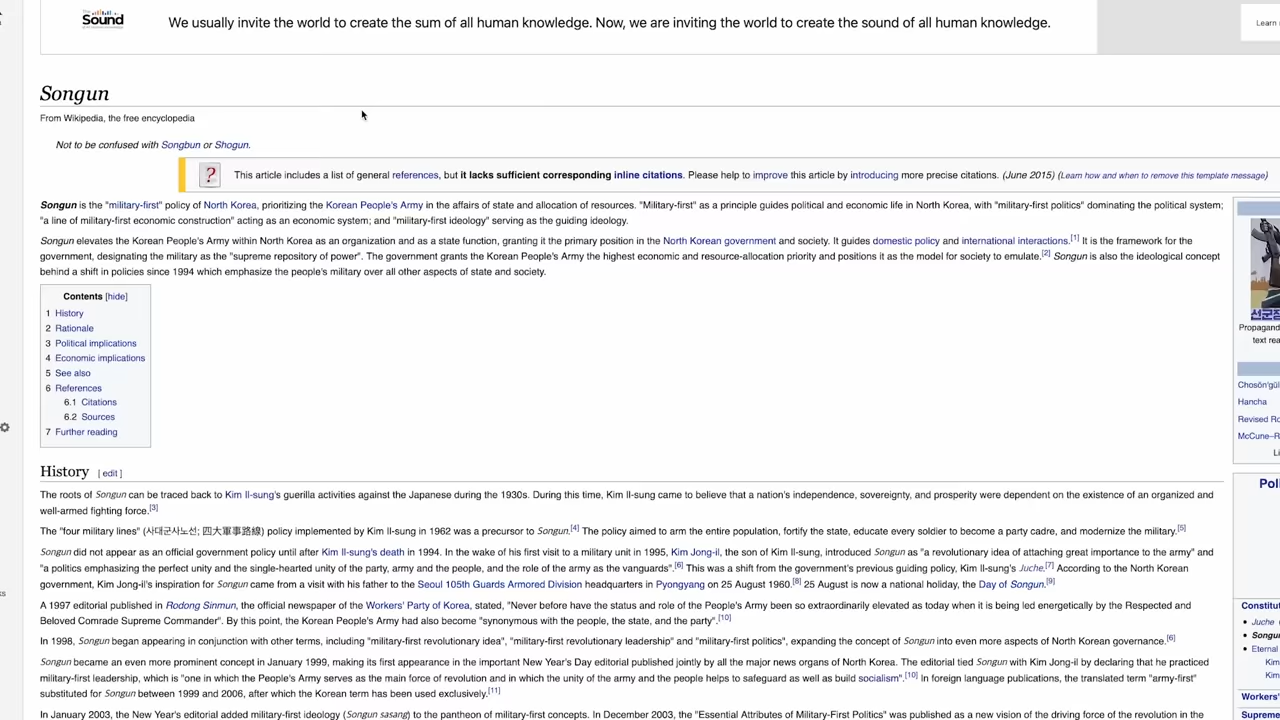 Sound
We usually invite the world to create the sum of all human knowledge. Now, we are inviting the world to create the sound of all human knowledge.
Learn
Songun
From Wikipedia, the free encyclopedia
Not to be confused with Songbun or Shogun.
This article includes a list of general references, but it lacks sufficient corresponding inline citations. Please help to improve this article by introducing more precise citations. (June 2015) (Learn how and when to remove this template message)
Songun is the "military-first" policy of North Korea, prioritizing the Korean People's Army in the affairs of state and allocation of resources. "Military-first" as a principle guides political and economic life in North Korea, with "military-first politics" dominating the political system;
"a line of military-first economic construction" acting as an economic system; and "military-first ideology" serving as the guiding ideology.
Songun elevates the Korean People's Army within North Korea as an organization and as a state function, granting it the primary position in the North Korean government and society. It guides domestic policy and international interactions.[1] It is the framework for the
government, designating the military as the "supreme repository of power". The government grants the Korean People's Army the highest economic and resource-allocation priority and positions it as the model for society to emulate.[2] Songun is also the ideological concept
behind a shift in policies since 1994 which emphasize the people's military over all other aspects of state and society.
Contents [hide]
1 History
2 Rationale
3 Political implications
4 Economic implications
5 See also
6 References
6.1 Citations
6.2 Sources
7 Further reading
History [ edit ]
The roots of Songun can be traced back to Kim Il-sung's guerilla activities against the Japanese during the 1930s. During this time, Kim Il-sung came to believe that a nation's independence, sovereignty, and prosperity were dependent on the existence of an organized and
well-armed fighting force.[3]
The "four military lines" (사대군사노선; 四大軍事路線) policy implemented by Kim Il-sung in 1962 was a precursor to Songun.[4] The policy aimed to arm the entire population, fortify the state, educate every soldier to become a party cadre, and modernize the military.[5]
Songun did not appear as an official government policy until after Kim Il-sung's death in 1994. In the wake of his first visit to a military unit in 1995, Kim Jong-il, the son of Kim Il-sung, introduced Songun as "a revolutionary idea of attaching great importance to the army" and
"a politics emphasizing the perfect unity and the single-hearted unity of the party, army and the people, and the role of the army as the vanguards".[6] This was a shift from the government's previous guiding policy, Kim Il-sung's Juche.[7] According to the North Korean
government, Kim Jong-il's inspiration for Songun came from a visit with his father to the Seoul 105th Guards Armored Division headquarters in Pyongyang on 25 August 1960.[8] 25 August is now a national holiday, the Day of Songun.[9]
A 1997 editorial published in Rodong Sinmun, the official newspaper of the Workers' Party of Korea, stated, "Never before have the status and role of the People's Army been so extraordinarily elevated as today when it is being led energetically by the Respected and
Beloved Comrade Supreme Commander". By this point, the Korean People's Army had also become "synonymous with the people, the state, and the party".[10]
In 1998, Songun began appearing in conjunction with other terms, including "military-first revolutionary idea", "military-first revolutionary leadership" and "military-first politics", expanding the concept of Songun into even more aspects of North Korean governance.[6]
Songun became an even more prominent concept in January 1999, making its first appearance in the important New Year's Day editorial published jointly by all the major news organs of North Korea. The editorial tied Songun with Kim Jong-il by declaring that he practiced
military-first leadership, which is "one in which the People's Army serves as the main force of revolution and in which the unity of the army and the people helps to safeguard as well as build socialism".[10] In foreign language publications, the translated term "army-first"
substituted for Songun between 1999 and 2006, after which the Korean term has been used exclusively.[11]
In January 2003, the New Year's editorial added military-first ideology (Songun sasang) to the pantheon of military-first concepts. In December 2003, the "Essential Attributes of Military-First Politics" was published as a new vision of the driving force of the revolution in the
Propagand
text rea
Chosŏn'gŭl
Hancha
Revised Ro
McCune–R
Li
Poli
Constitut
• Juche
• Songun
• Eternal
Kim
Kim
Workers'
Supreme